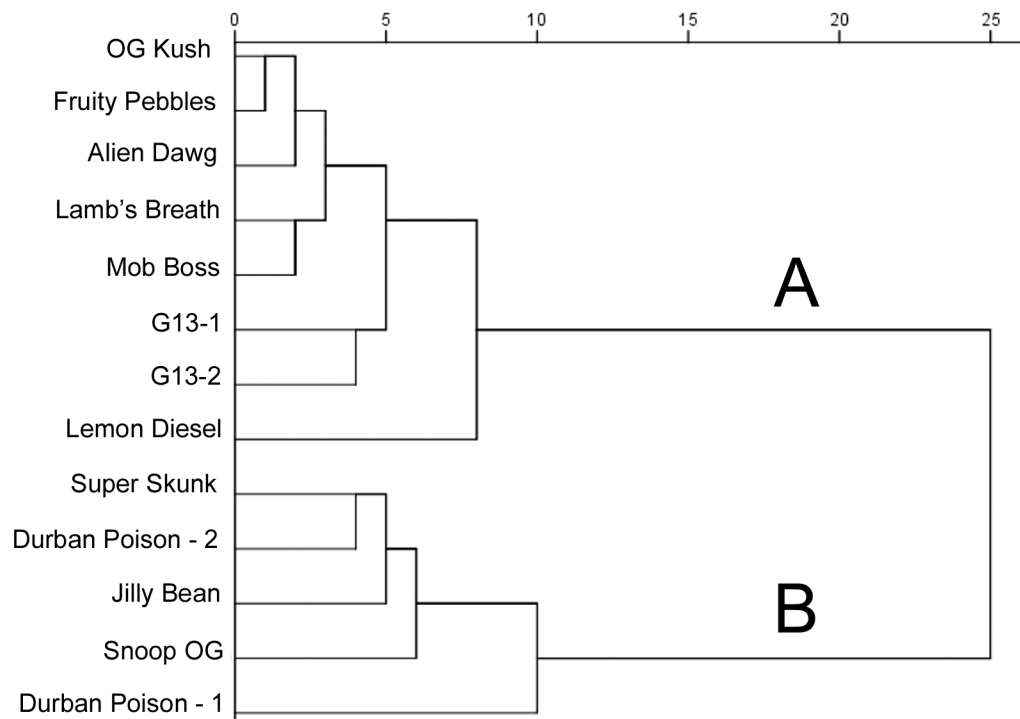 0 5 10 15 20 25
OG Kush
Fruity Pebbles
Alien Dawg
Lamb’s Breath
Mob Boss
G13-1
G13-2
Lemon Diesel
Super Skunk
Durban Poison - 2
Jilly Bean
Snoop OG
Durban Poison - 1
A
B